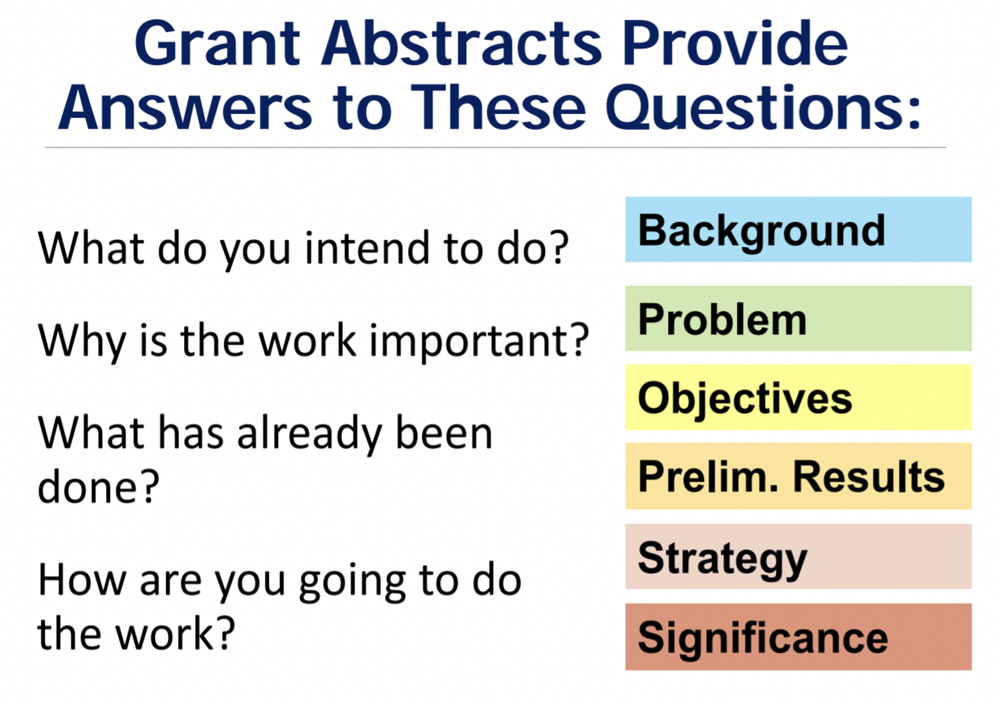 Grant Abstracts Provide
Answers to These Questions:
What do you intend to do?
Why is the work important?
What has already been
done?
How are you going to do
the work?
Background
Problem
Objectives
Prelim. Results
Strategy
Significance